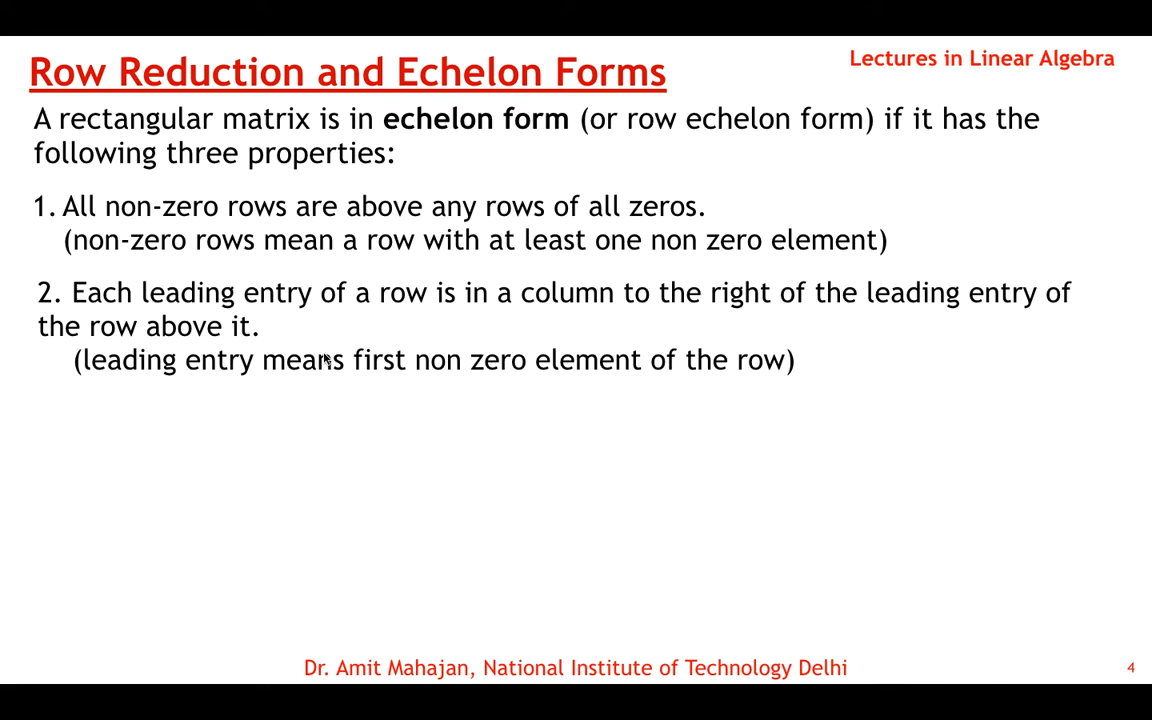 Lectures in Linear Algebra
Row Reduction and Echelon Forms
A rectangular matrix is in echelon form (or row echelon form) if it has the
following three properties:
1. All non-zero rows are above any rows of all zeros.
(non-zero rows mean a row with at least one non zero element)
2. Each leading entry of a row is in a column to the right of the leading entry of
the row above it.
(leading entry means first non zero element of the row)
Dr. Amit Mahajan, National Institute of Technology Delhi
4